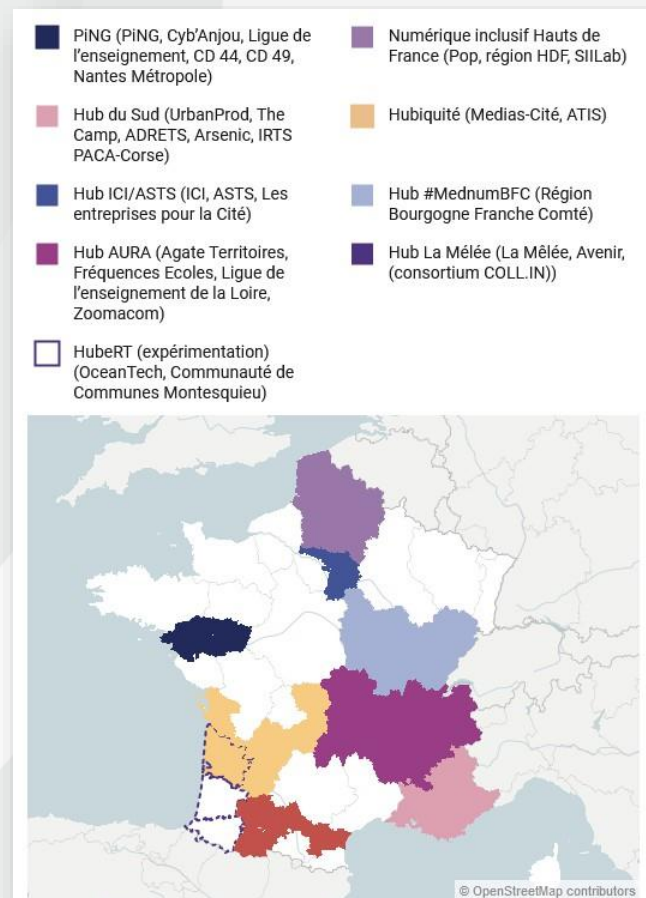 PiNG (PiNG, Cyb'Anjou, Ligue de
l'enseignement, CD 44, CD 49,
Nantes Métropole)
Numérique inclusif Hauts de
France (Pop, région HDF, SIILab)
Hub du Sud (UrbanProd, The
Camp, ADRETS, Arsenic, IRTS
PACA-Corse)
Hubiquité (Medias-Cité, ATIS)
Hub ICI/ASTS (ICI, ASTS, Les
entreprises pour la Cité)
Hub #MednumBFC (Région
Bourgogne Franche Comté)
Hub AURA (Agate Territoires,
Fréquences Ecoles, Ligue de
l'enseignement de la Loire,
Zoomacom)
Hub La Mélée (La Mêlée, Avenir,
(consortium COLL.IN))
HubeRT (expérimentation)
(OceanTech, Communauté de
Communes Montesquieu)
© OpenStreetMap contributors